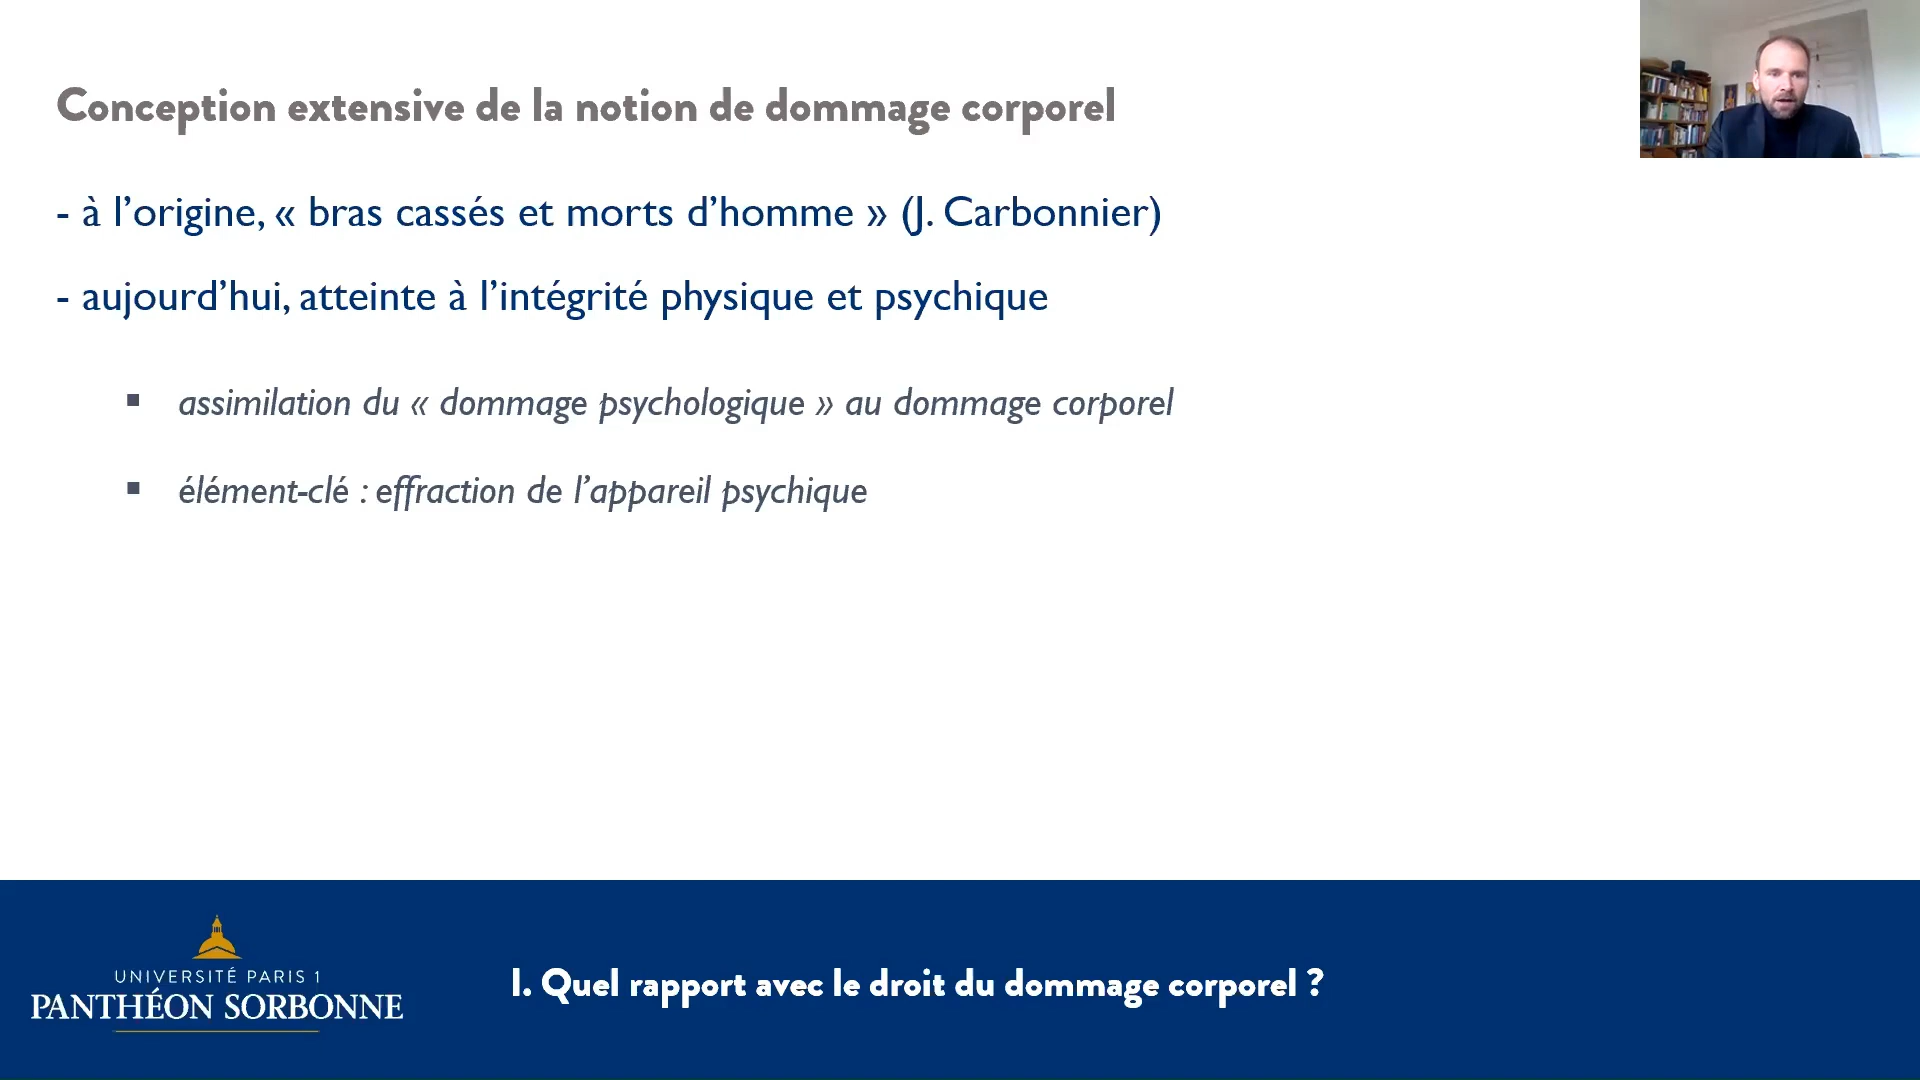 Conception extensive de la notion de dommage corporel
- à l’origine, « bras cassés et morts d’homme » (J. Carbonnier)
- aujourd’hui, atteinte à l’intégrité physique et psychique
▪ assimilation du « dommage psychologique » au dommage corporel
▪ élément-clé : effraction de l’appareil psychique
UNIVERSITÉ PARIS 1
PANTHÉON SORBONNE
I. Quel rapport avec le droit du dommage corporel ?